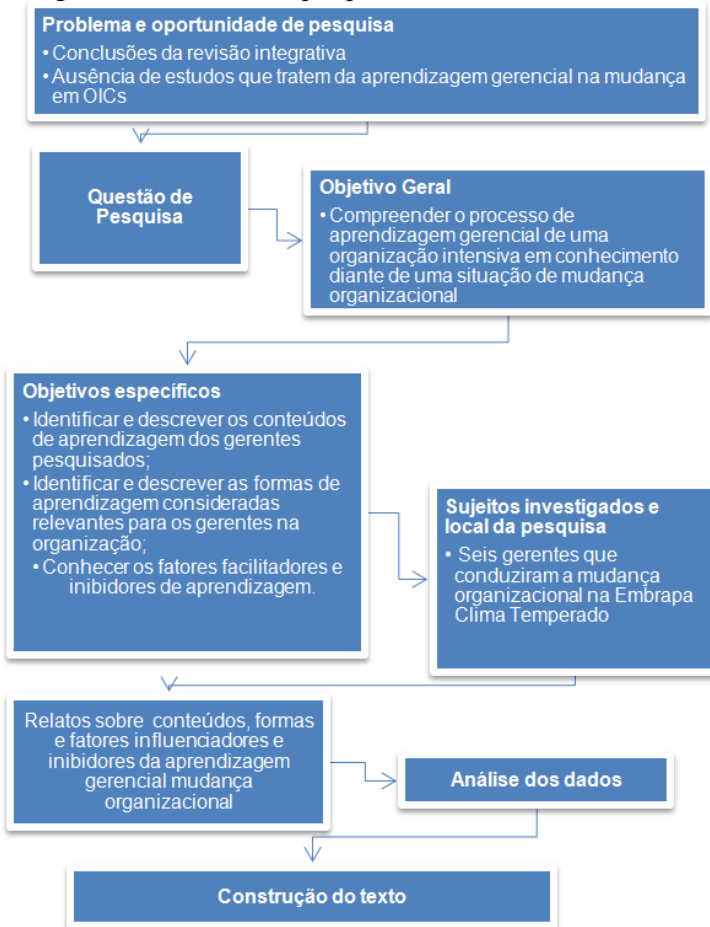 Problema e oportunidade de pesquisa
• Conclusões da revisão integrativa
• Ausência de estudos que tratem da aprendizagem gerencial na mudança
em OICs
Questão de
Pesquisa
Objetivo Geral
• Compreender o processo de
aprendizagem gerencial de uma
organização intensiva em conhecimento
diante de uma situação de mudança
organizacional
Objetivos específicos
• Identificar e descrever os conteúdos
de aprendizagem dos gerentes
pesquisados;
• Identificar e descrever as formas de
aprendizagem consideradas
relevantes para os gerentes na
organização;
• Conhecer os fatores facilitadores e
inibidores de aprendizagem.
Sujeitos investigados e
local da pesquisa
• Seis gerentes que
conduziram a mudança
organizacional na Embrapa
Clima Temperado
Relatos sobre conteúdos, formas
e fatores influenciadores e
inibidores da aprendizagem
gerencial mudança
organizacional
Análise dos dados
Construção do texto